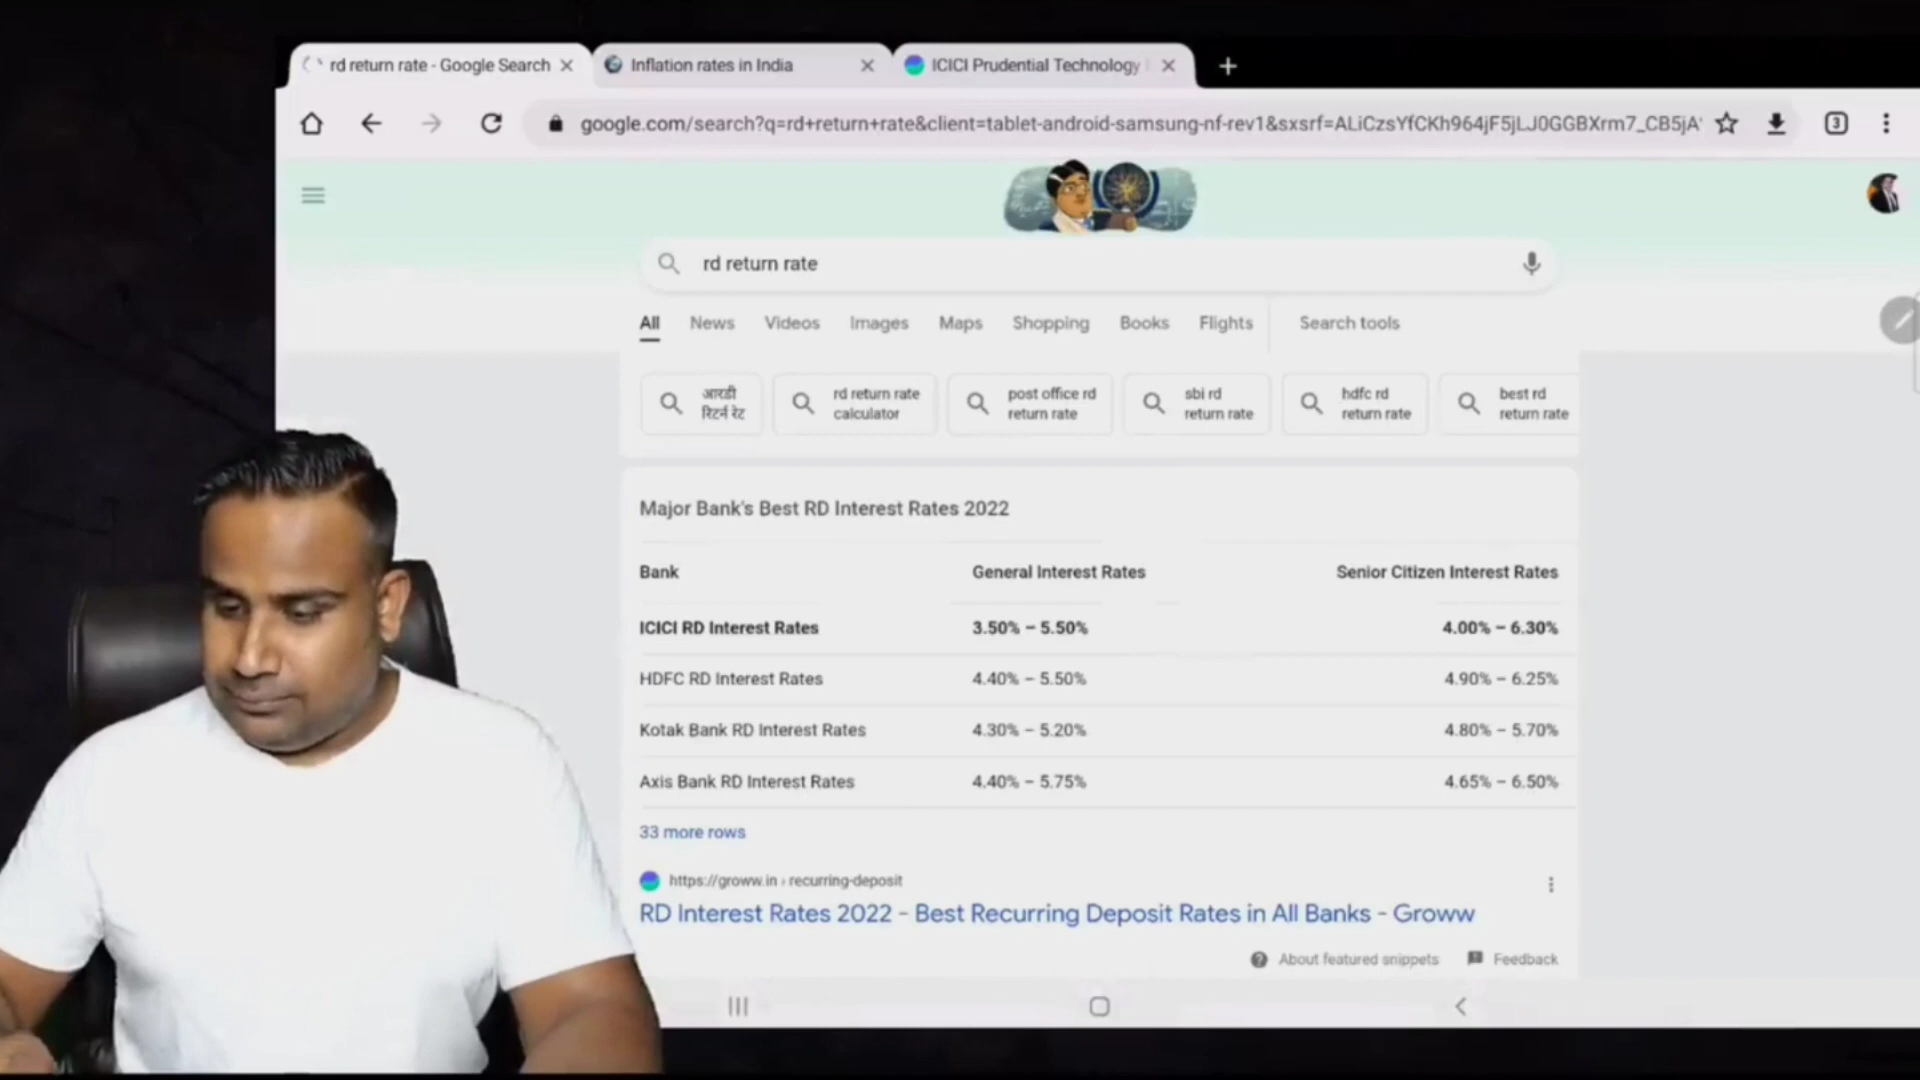 rd return rate - Google Search
Inflation rates in India
ICICI Prudential Technology
google.com/search?q=rd+return+rate&client=tablet-android-samsung-nf-rev1&sxsrf=ALiCzsYfCKh964jF5jLJ0GGBXrm7_CB5jA
3
rd return rate
All News Videos Images Maps Shopping Books Flights Search tools
आरडी
रिटर्न रेट
rd return rate
calculator
post office rd
return rate
sbi rd
return rate
hdfc rd
return rate
best rd
return rate
Major Bank's Best RD Interest Rates 2022
Bank General Interest Rates Senior Citizen Interest Rates
ICICI RD Interest Rates 3.50% – 5.50% 4.00% – 6.30%
HDFC RD Interest Rates 4.40% – 5.50% 4.90% – 6.25%
Kotak Bank RD Interest Rates 4.30% – 5.20% 4.80% – 5.70%
Axis Bank RD Interest Rates 4.40% – 5.75% 4.65% – 6.50%
33 more rows
https://groww.in › recurring-deposit
RD Interest Rates 2022 - Best Recurring Deposit Rates in All Banks - Groww
About featured snippets Feedback